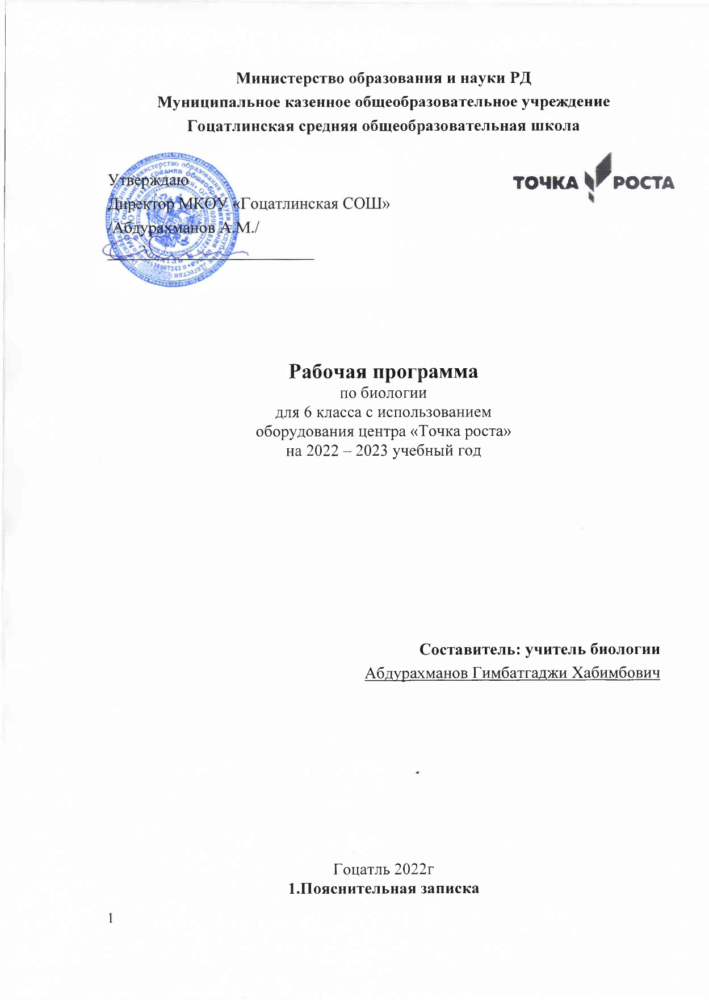 Министерство образования и науки РД
Муниципальное казенное общеобразовательное учреждение
Гоцатлинская средняя общеобразовательная школа
Утверждаю
ТОЧКА РОСТА
Директор МКОУ «Гоцатлинская СОШ»
/Абдурахманов А.М./
Рабочая программа
по биологии
для 6 класса с использованием
оборудования центра «Точка роста»
на 2022 – 2023 учебный год
Составитель: учитель биологии
Абдурахманов Гимбатгаджи Хабимбович
Гоцатль 2022г
1.Пояснительная записка
1